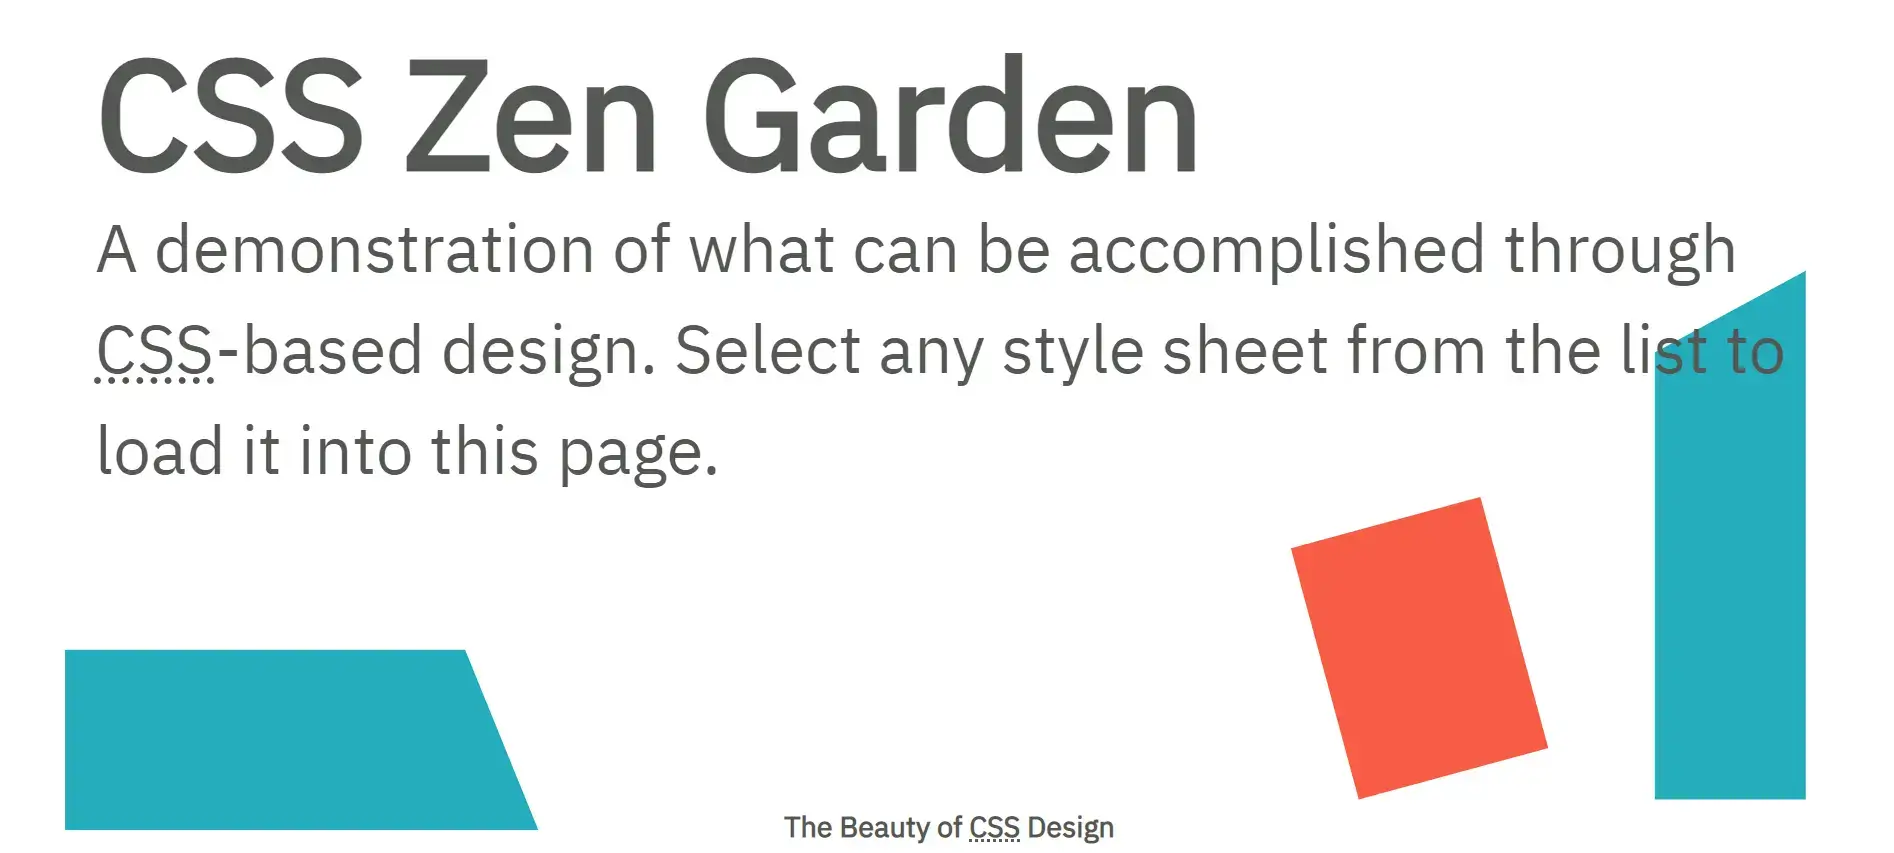 CSS Zen Garden
A demonstration of what can be accomplished through
CSS-based design. Select any style sheet from the list to
load it into this page.
The Beauty of CSS Design